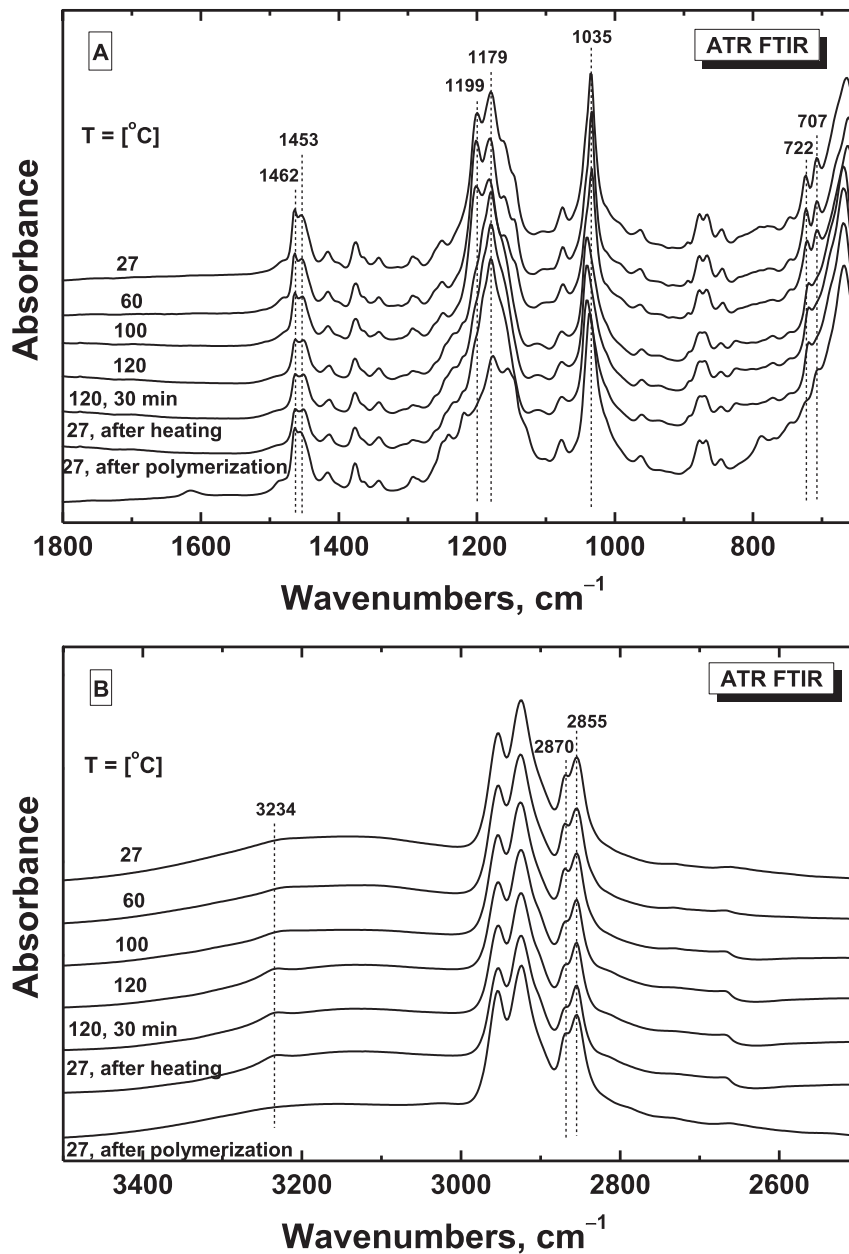 A
ATR FTIR
1035
1179
1199
707
722
T = [°C]
1453
1462
27
60
100
120
120, 30 min
27, after heating
27, after polymerization
Absorbance
1800 1600 1400 1200 1000 800
Wavenumbers, cm⁻¹
B
ATR FTIR
2855
2870
T = [°C]
3234
27
60
100
120
120, 30 min
27, after heating
27, after polymerization
Absorbance
3400 3200 3000 2800 2600
Wavenumbers, cm⁻¹